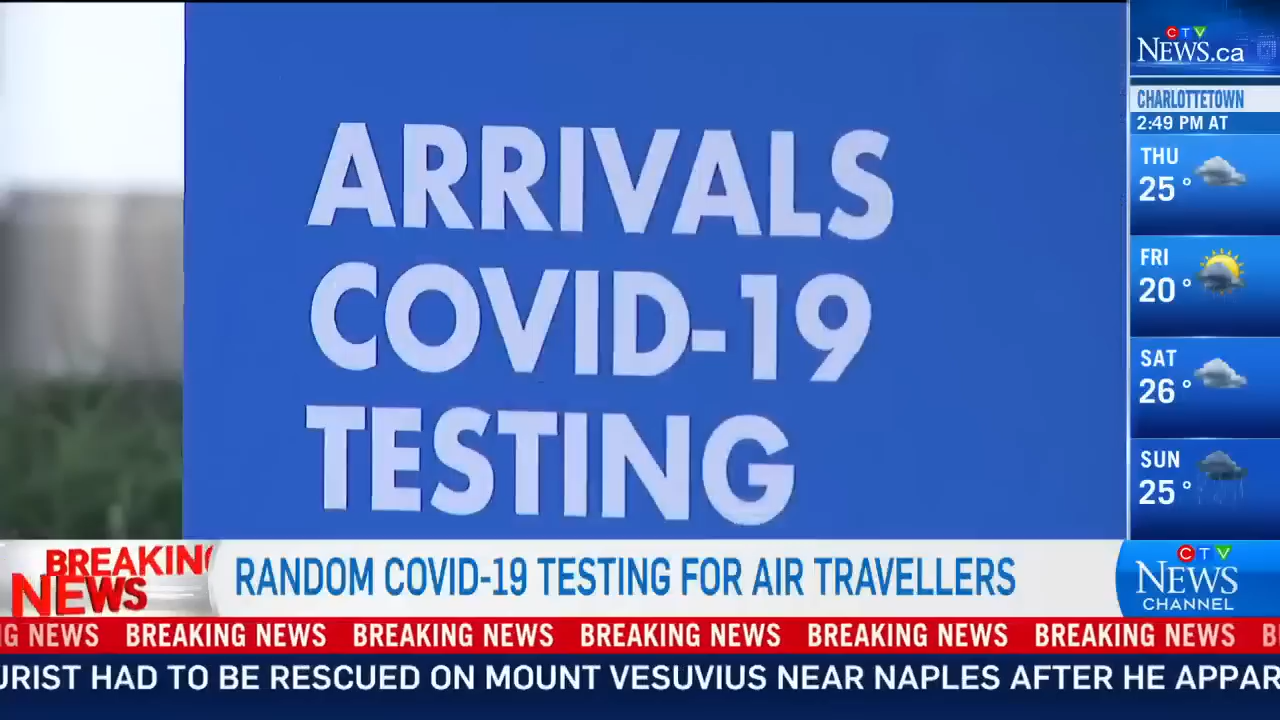 ARRIVALS
COVID-19
TESTING
CTV
NEWS.ca
CHARLOTTETOWN
2:49 PM AT
THU
25°
FRI
20°
SAT
26°
SUN
25°
BREAKING
NEWS
RANDOM COVID-19 TESTING FOR AIR TRAVELLERS
CTV
NEWS
CHANNEL
NEWS BREAKING NEWS BREAKING NEWS BREAKING NEWS BREAKING NEWS BREAKING NEWS
HAD TO BE RESCUED ON MOUNT VESUVIUS NEAR NAPLES AFTER HE